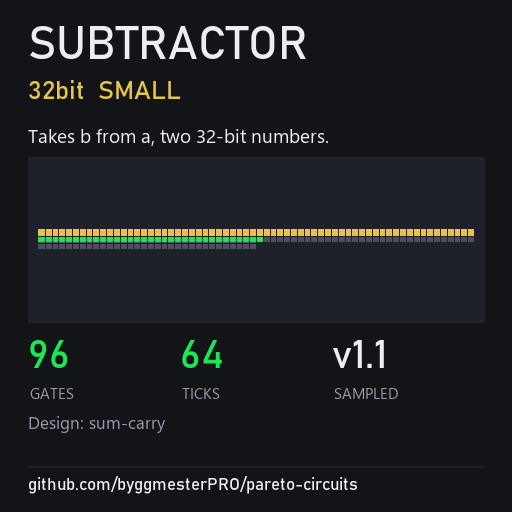 SUBTRACTOR
32bit SMALL
Takes b from a, two 32-bit numbers.
96 64 v1.1
GATES TICKS SAMPLED
Design: sum-carry
github.com/byggmesterPRO/pareto-circuits